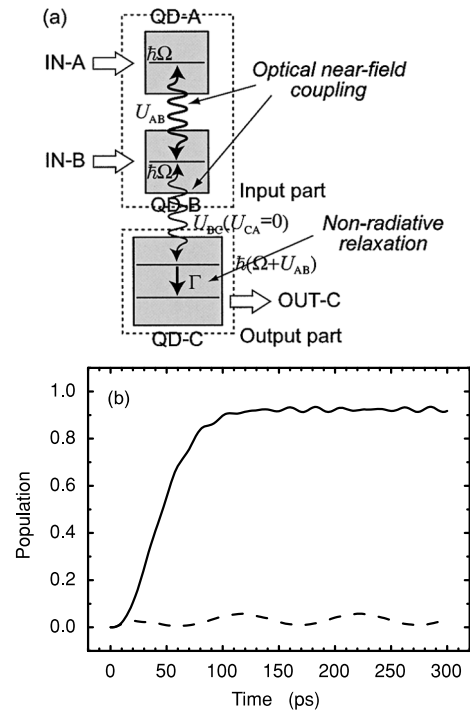 (a)
QD-A
ℏΩ
IN-A
Optical near-field
coupling
U_AB
IN-B
ℏΩ
QD-B
Input part
U_BC(U_CA=0)
Non-radiative
relaxation
ℏ(Ω+U_AB)
Γ
OUT-C
QD-C
Output part
(b)
1.0
0.8
0.6
0.4
0.2
0.0
Population
0 50 100 150 200 250 300
Time (ps)